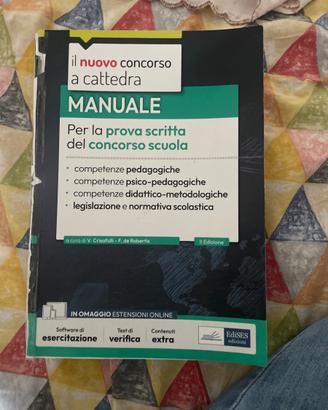 il nuovo concorso
a cattedra
MANUALE
Per la prova scritta
del concorso scuola
• competenze pedagogiche
• competenze psico-pedagogiche
• competenze didattico-metodologiche
• legislazione e normativa scolastica
a cura di V. Crisafulli - F. de Robertis
II Edizione
IN OMAGGIO ESTENSIONI ONLINE
Software di
esercitazione
Test di
verifica
Contenuti
extra
EdiSES
edizioni